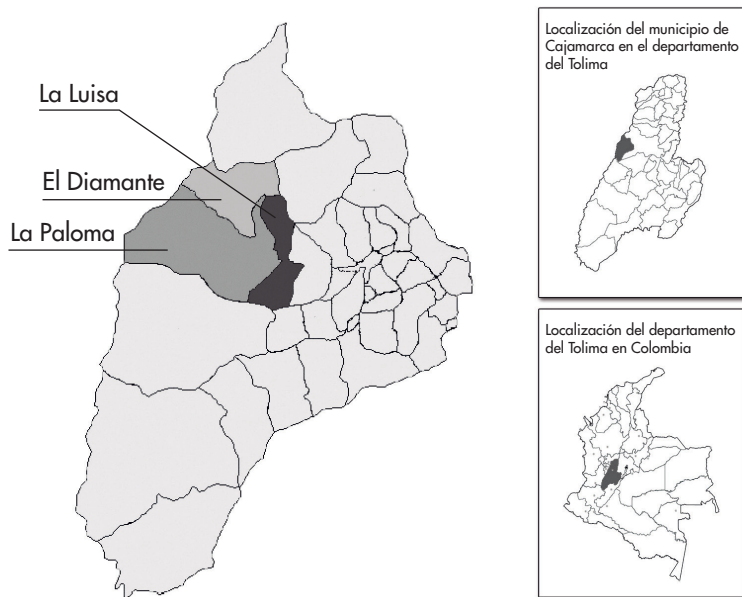 La Luisa
El Diamante
La Paloma
Localización del municipio de
Cajamarca en el departamento
del Tolima
Localización del departamento
del Tolima en Colombia